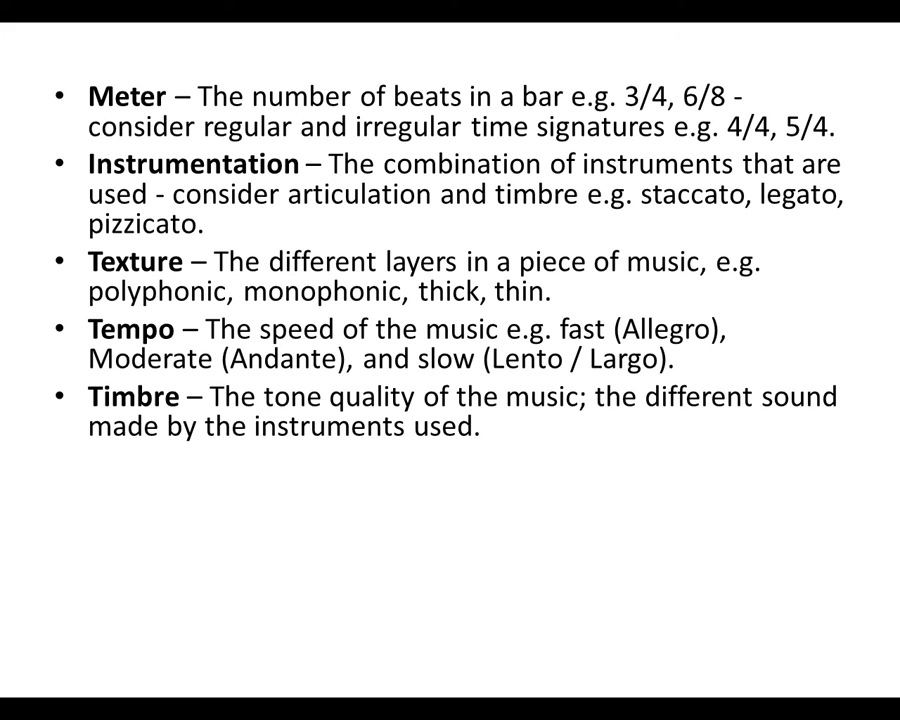 • Meter – The number of beats in a bar e.g. 3/4, 6/8 -
consider regular and irregular time signatures e.g. 4/4, 5/4.
• Instrumentation – The combination of instruments that are
used - consider articulation and timbre e.g. staccato, legato,
pizzicato.
• Texture – The different layers in a piece of music, e.g.
polyphonic, monophonic, thick, thin.
• Tempo – The speed of the music e.g. fast (Allegro),
Moderate (Andante), and slow (Lento / Largo).
• Timbre – The tone quality of the music; the different sound
made by the instruments used.